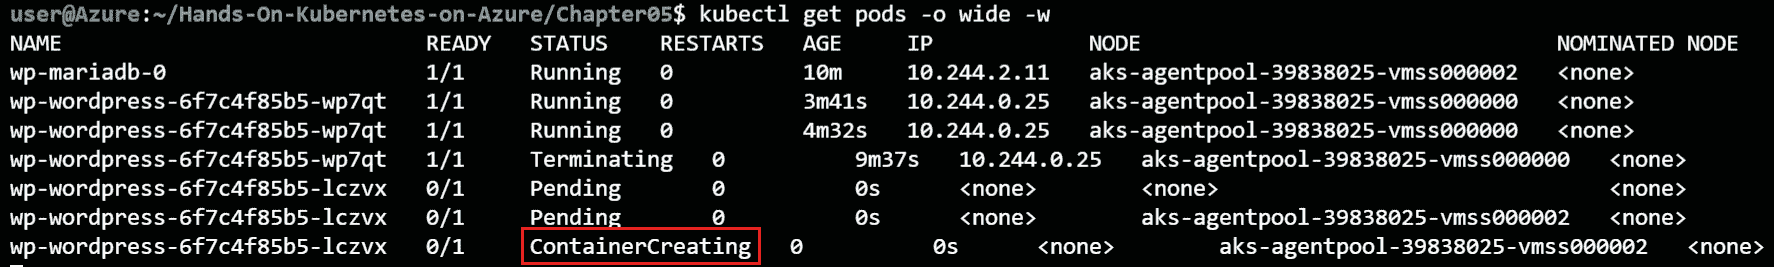 user@Azure:~/Hands-On-Kubernetes-on-Azure/Chapter05$ kubectl get pods -o wide -w
NAME READY STATUS RESTARTS AGE IP NODE NOMINATED NODE
wp-mariadb-0 1/1 Running 0 10m 10.244.2.11 aks-agentpool-39838025-vmss000002 <none>
wp-wordpress-6f7c4f85b5-wp7qt 1/1 Running 0 3m41s 10.244.0.25 aks-agentpool-39838025-vmss000000 <none>
wp-wordpress-6f7c4f85b5-wp7qt 1/1 Running 0 4m32s 10.244.0.25 aks-agentpool-39838025-vmss000000 <none>
wp-wordpress-6f7c4f85b5-wp7qt 1/1 Terminating 0 9m37s 10.244.0.25 aks-agentpool-39838025-vmss000000 <none>
wp-wordpress-6f7c4f85b5-lczvx 0/1 Pending 0 0s <none> <none> <none>
wp-wordpress-6f7c4f85b5-lczvx 0/1 Pending 0 0s <none> aks-agentpool-39838025-vmss000002 <none>
wp-wordpress-6f7c4f85b5-lczvx 0/1 ContainerCreating 0 0s <none> aks-agentpool-39838025-vmss000002 <none>